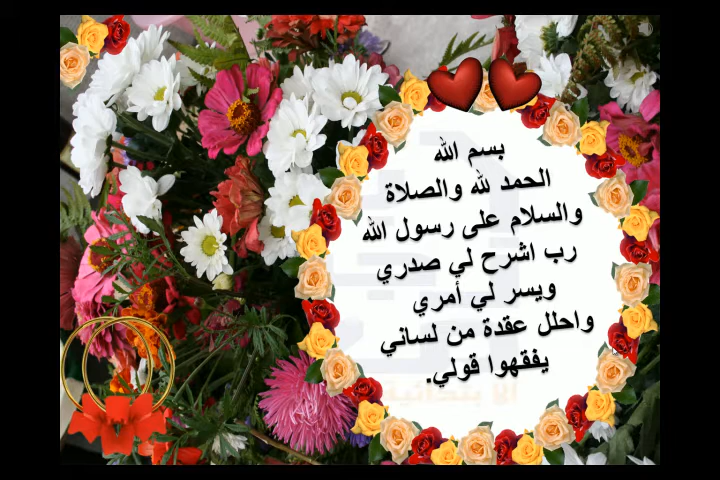 بسم الله
الحمد لله والصلاة
والسلام على رسول الله
رب اشرح لي صدري
ويسر لي أمري
واحلل عقدة من لساني
يفقهوا قولي.